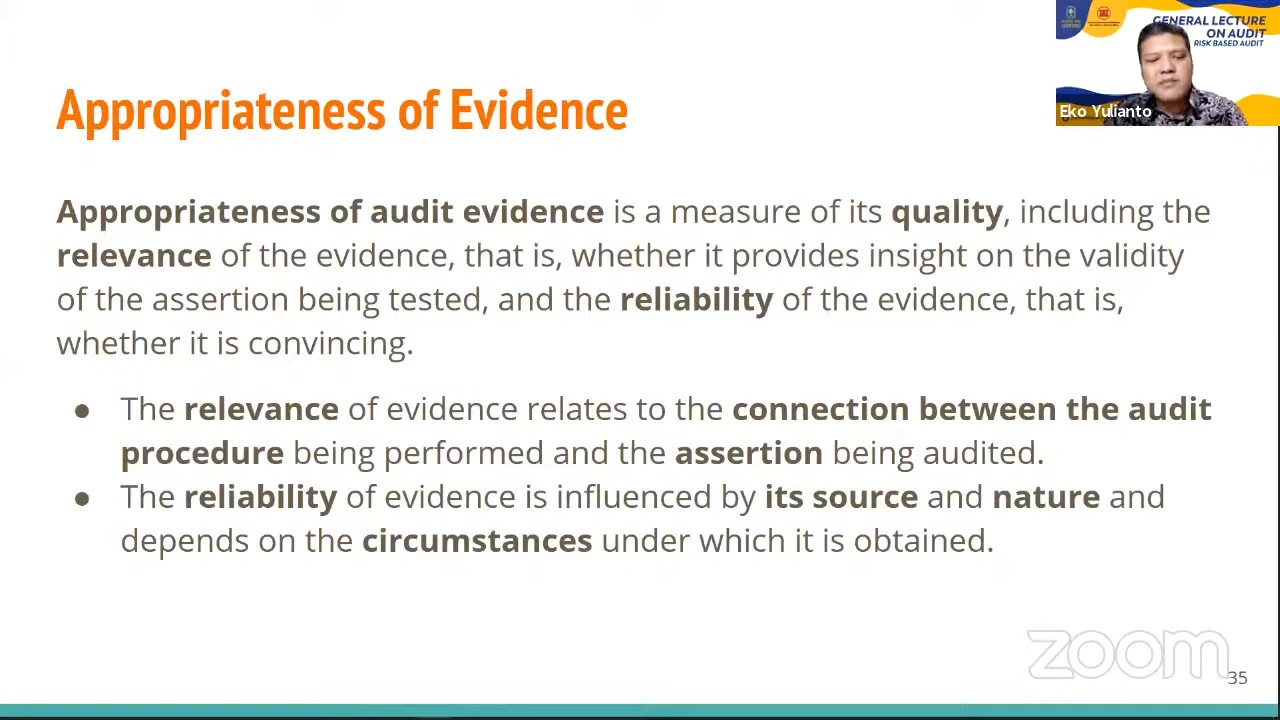 GENERAL LECTURE
ON AUDIT
RISK BASED AUDIT
Eko Yulianto
Appropriateness of Evidence
Appropriateness of audit evidence is a measure of its quality, including the
relevance of the evidence, that is, whether it provides insight on the validity
of the assertion being tested, and the reliability of the evidence, that is,
whether it is convincing.
● The relevance of evidence relates to the connection between the audit
procedure being performed and the assertion being audited.
● The reliability of evidence is influenced by its source and nature and
depends on the circumstances under which it is obtained.
zoom
35